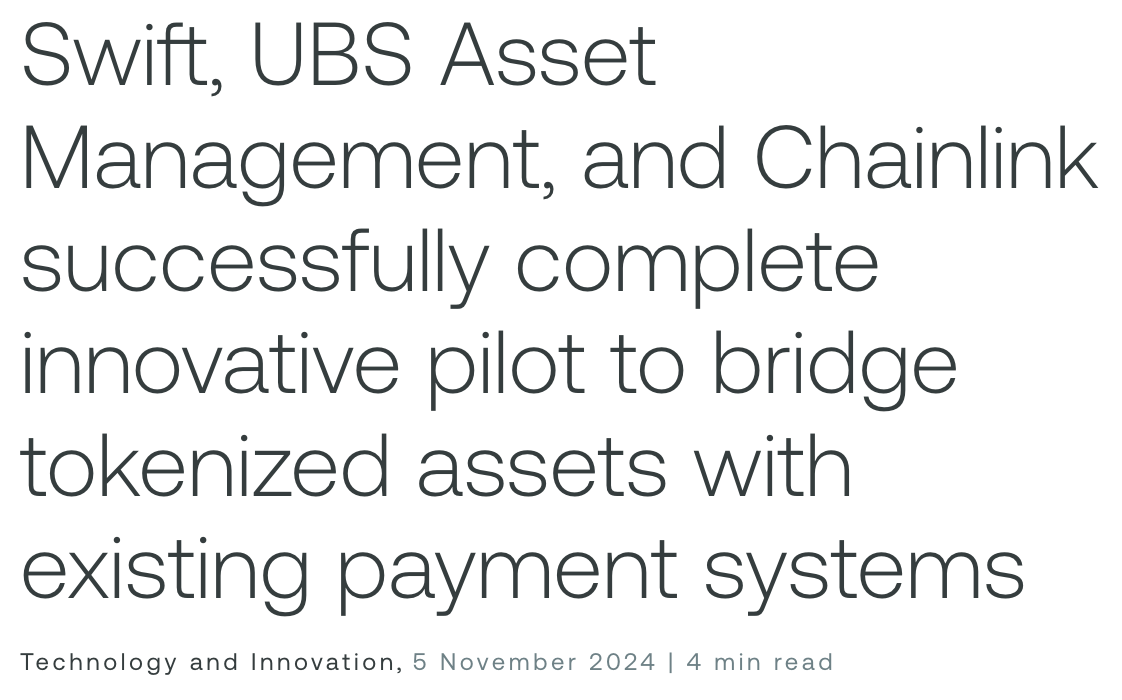 Swift, UBS Asset
Management, and Chainlink
successfully complete
innovative pilot to bridge
tokenized assets with
existing payment systems
Technology and Innovation, 5 November 2024 | 4 min read